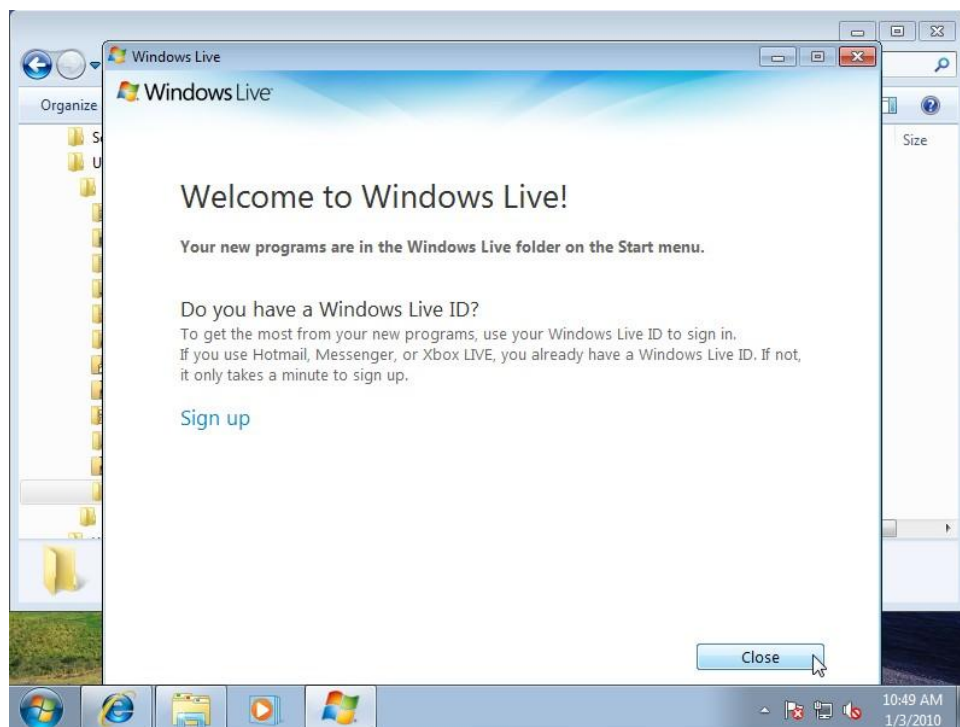 Windows Live
Windows Live
Organize
Size
Welcome to Windows Live!
Your new programs are in the Windows Live folder on the Start menu.
Do you have a Windows Live ID?
To get the most from your new programs, use your Windows Live ID to sign in.
If you use Hotmail, Messenger, or Xbox LIVE, you already have a Windows Live ID. If not,
it only takes a minute to sign up.
Sign up
Close
10:49 AM
1/3/2010